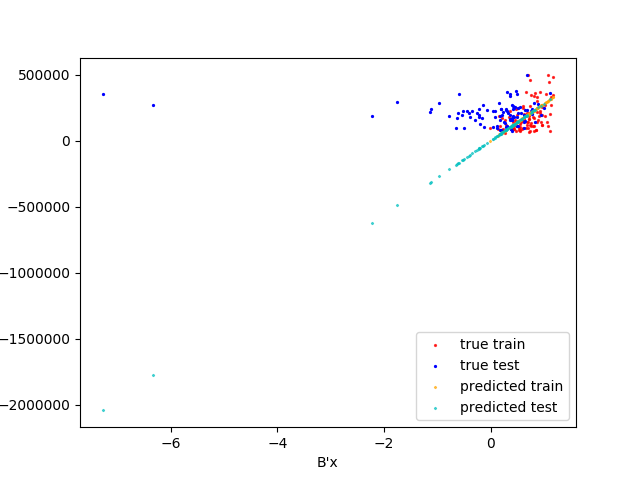 500000
0
−500000
−1000000
−1500000
−2000000
−6
−4
−2
0
B'x
true train
true test
predicted train
predicted test